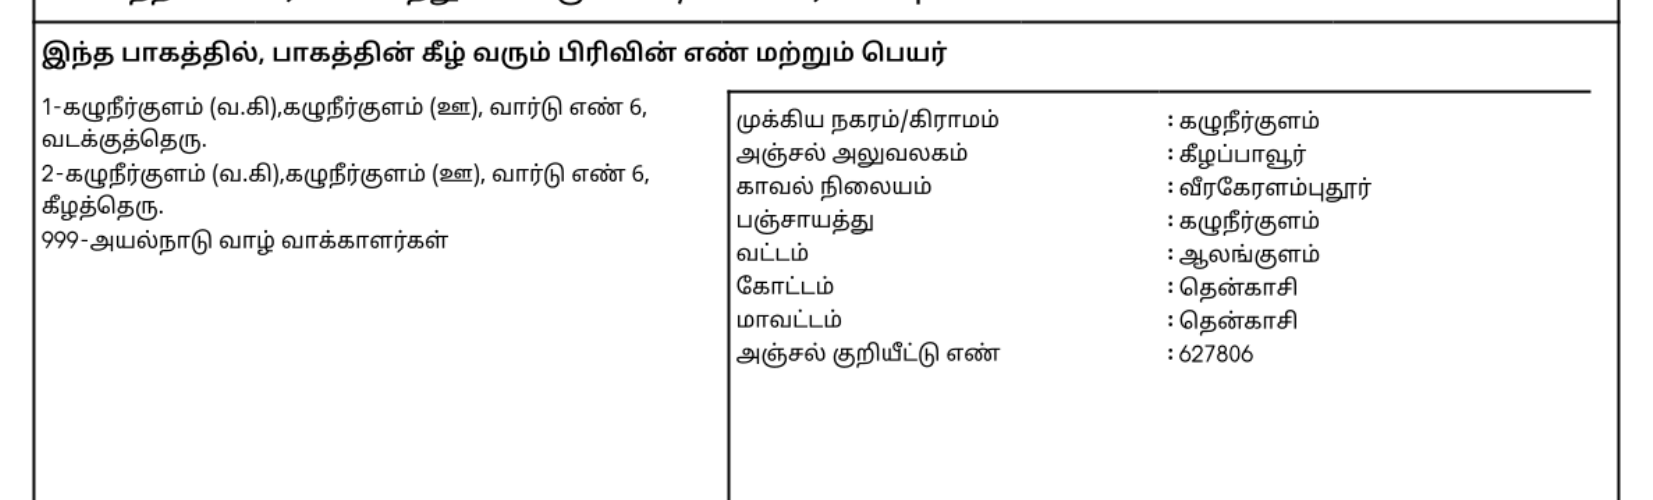 இந்த பாகத்தில், பாகத்தின் கீழ் வரும் பிரிவின் எண் மற்றும் பெயர்
1-கழுநீர்குளம் (வ.கி),கழுநீர்குளம் (ஊ), வார்டு எண் 6,
வடக்குத்தெரு.
2-கழுநீர்குளம் (வ.கி),கழுநீர்குளம் (ஊ), வார்டு எண் 6,
கீழத்தெரு.
999-அயல்நாடு வாழ் வாக்காளர்கள்
முக்கிய நகரம்/கிராமம் : கழுநீர்குளம்
அஞ்சல் அலுவலகம் : கீழப்பாவூர்
காவல் நிலையம் : வீரகேரளம்புதூர்
பஞ்சாயத்து : கழுநீர்குளம்
வட்டம் : ஆலங்குளம்
கோட்டம் : தென்காசி
மாவட்டம் : தென்காசி
அஞ்சல் குறியீட்டு எண் : 627806